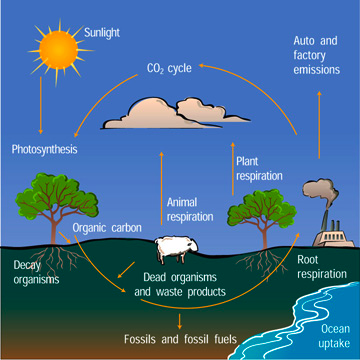 Sunlight
Auto and
factory
emissions
CO₂ cycle
Photosynthesis
Plant
respiration
Animal
respiration
Organic carbon
Decay
organisms
Dead organisms
and waste products
Root
respiration
Fossils and fossil fuels
Ocean
uptake